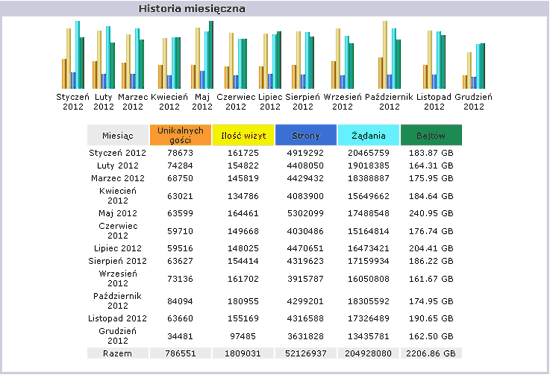 Historia miesięczna
Styczeń 2012 Luty 2012 Marzec 2012 Kwiecień 2012 Maj 2012 Czerwiec 2012 Lipiec 2012 Sierpień 2012 Wrzesień 2012 Październik 2012 Listopad 2012 Grudzień 2012
Miesiąc Unikalnych gości Ilość wizyt Strony Żądania Bajtów
Styczeń 2012 78673 161725 4919292 20465759 183.87 GB
Luty 2012 74284 154822 4408050 19018385 164.31 GB
Marzec 2012 68750 145819 4429432 18388887 175.95 GB
Kwiecień 2012 63021 134786 4083900 15649662 184.64 GB
Maj 2012 63599 164461 5302099 17488548 240.95 GB
Czerwiec 2012 59710 149668 4030486 15164814 176.74 GB
Lipiec 2012 59516 148025 4470651 16473421 204.41 GB
Sierpień 2012 63627 154414 4319623 17159934 186.22 GB
Wrzesień 2012 73136 161702 3915787 16050808 161.67 GB
Październik 2012 84094 180955 4299201 18305592 174.95 GB
Listopad 2012 63660 155169 4316588 17326489 190.65 GB
Grudzień 2012 34481 97485 3631828 13435781 162.50 GB
Razem 786551 1809031 52126937 204928080 2206.86 GB